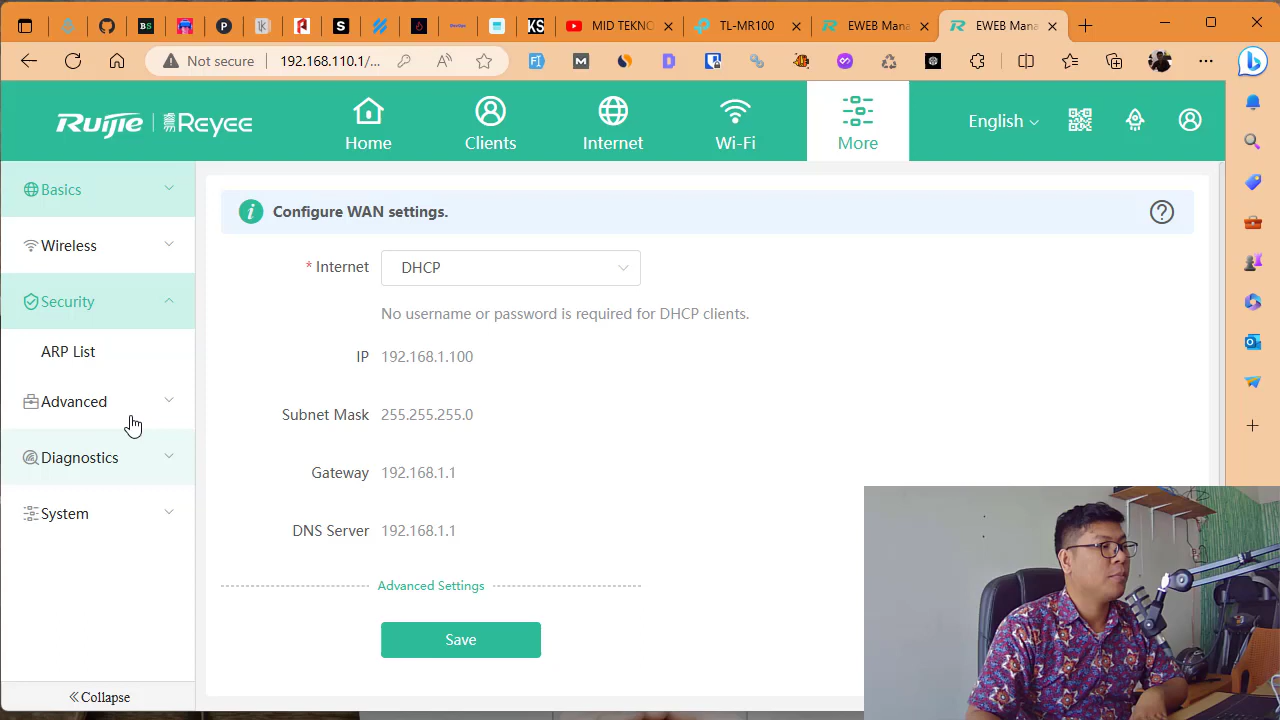 BS
P
S
KS
MID TEKNO
TL-MR100
EWEB Mana
EWEB Mana
Not secure
192.168.110.1/...
Ruijie
Reyee
Home
Clients
Internet
Wi-Fi
More
English
Basics
Wireless
Security
ARP List
Advanced
Diagnostics
System
Collapse
Configure WAN settings.
* Internet
DHCP
No username or password is required for DHCP clients.
IP 192.168.1.100
Subnet Mask 255.255.255.0
Gateway 192.168.1.1
DNS Server 192.168.1.1
Advanced Settings
Save